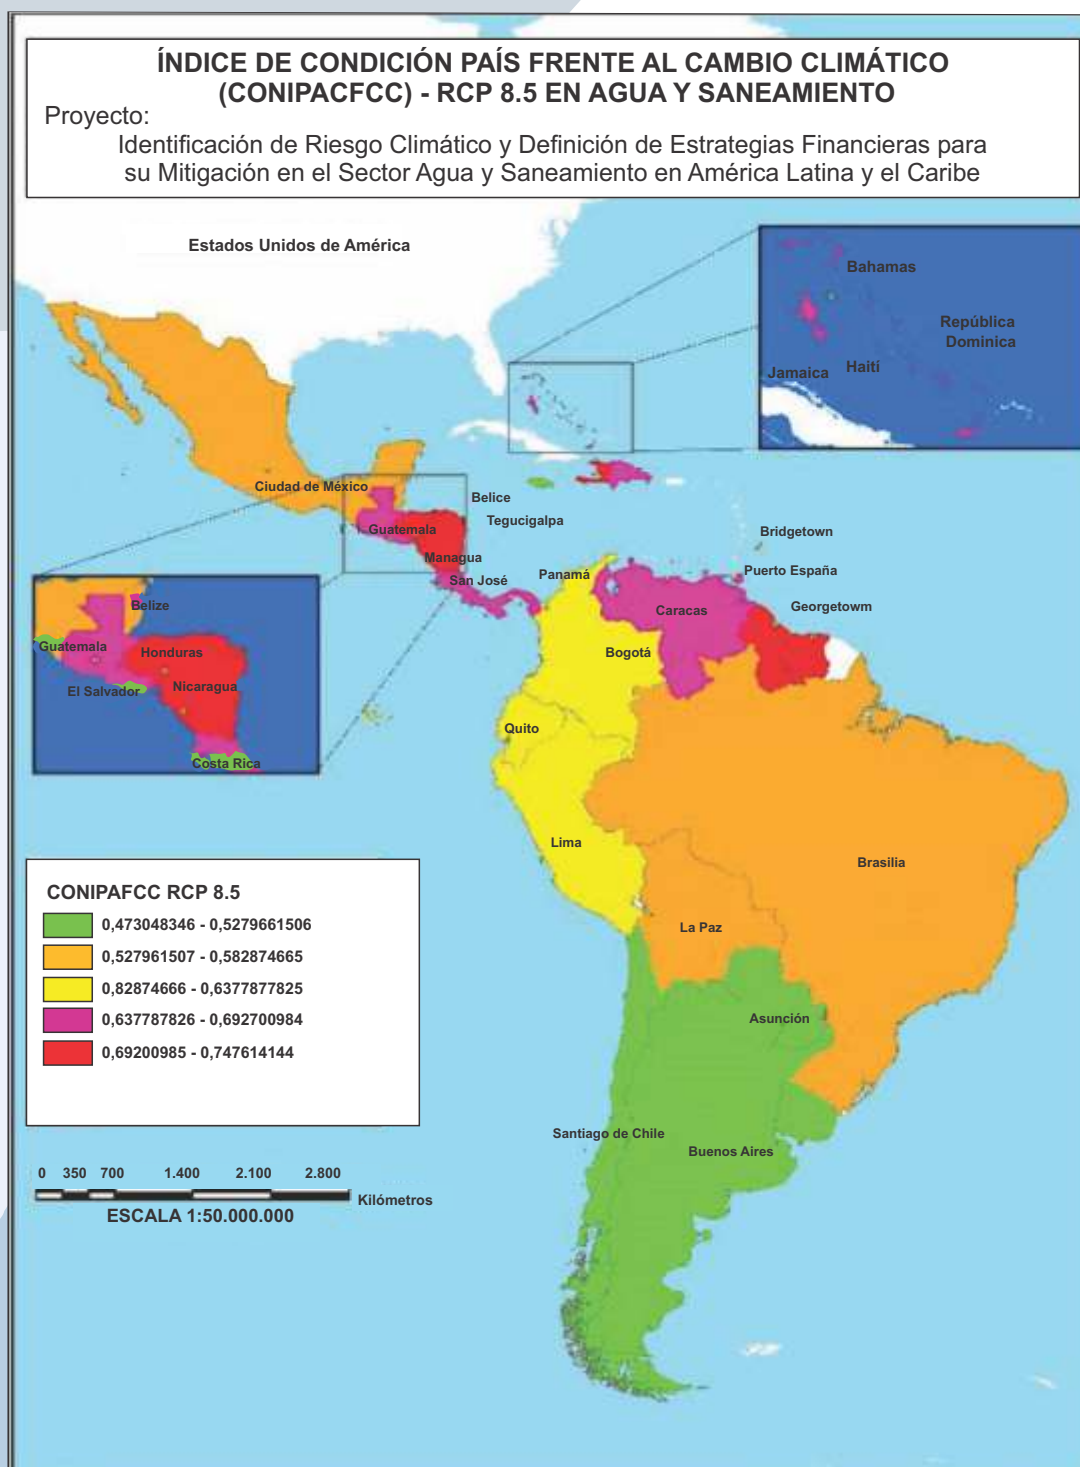 ÍNDICE DE CONDICIÓN PAÍS FRENTE AL CAMBIO CLIMÁTICO
(CONIPACFCC) - RCP 8.5 EN AGUA Y SANEAMIENTO
Proyecto:
Identificación de Riesgo Climático y Definición de Estrategias Financieras para
su Mitigación en el Sector Agua y Saneamiento en América Latina y el Caribe
Estados Unidos de América
Bahamas
República
Dominica
Jamaica
Haití
Ciudad de México
Belice
Guatemala
Tegucigalpa
Managua
San José
Panamá
Bridgetown
Puerto España
Caracas
Georgetowm
Bogotá
Belize
Guatemala
Honduras
El Salvador
Nicaragua
Costa Rica
Quito
Lima
Brasilia
La Paz
Asunción
Santiago de Chile
Buenos Aires
CONIPAFCC RCP 8.5
0,473048346 - 0,5279661506
0,527961507 - 0,582874665
0,82874666 - 0,6377877825
0,637787826 - 0,692700984
0,69200985 - 0,747614144
0 350 700 1.400 2.100 2.800
Kilómetros
ESCALA 1:50.000.000